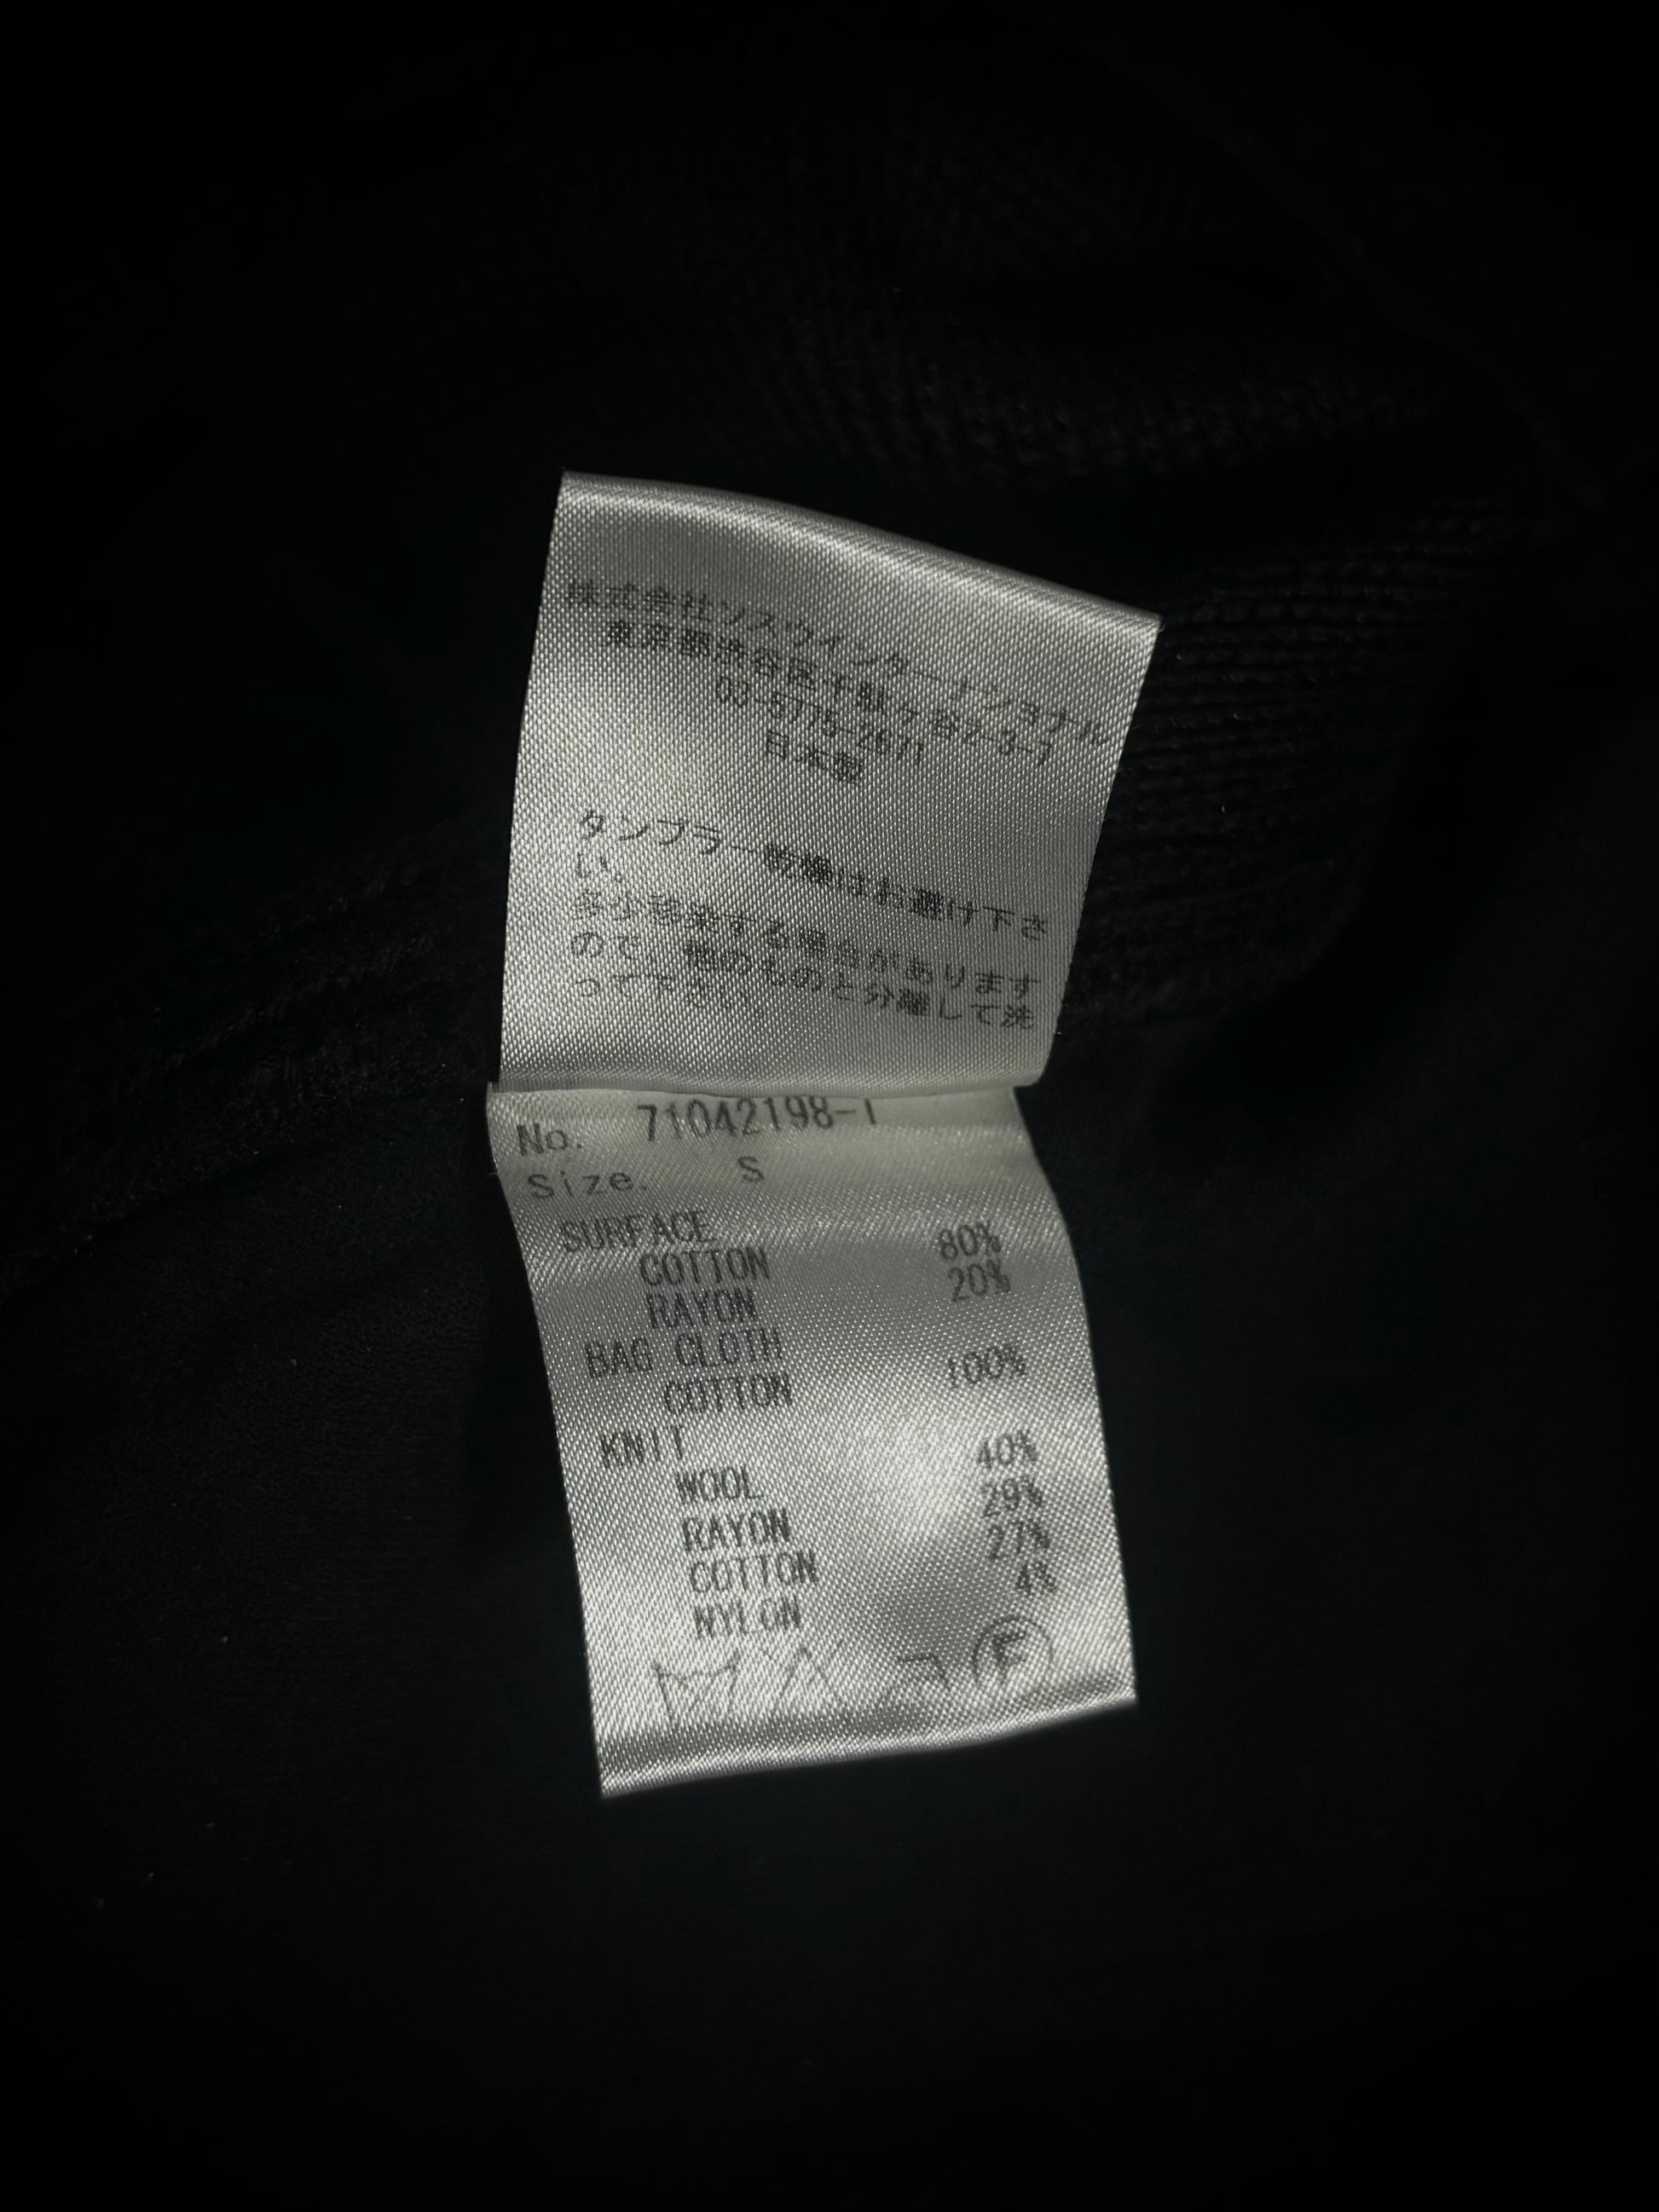 株式会社ソスウインターナショナル
東京都渋谷区千駄ヶ谷2-3-7
03-5775-2671
日本製
タンブラー乾燥はお避け下さ
い。
多少移染する場合があります
ので、他のものと分離して洗
って下さい。
No. 71042198-1
Size. S
SURFACE
COTTON 80%
RAYON 20%
BAG CLOTH
COTTON 100%
KNIT
WOOL 40%
RAYON 29%
COTTON 27%
NYLON 4%
F